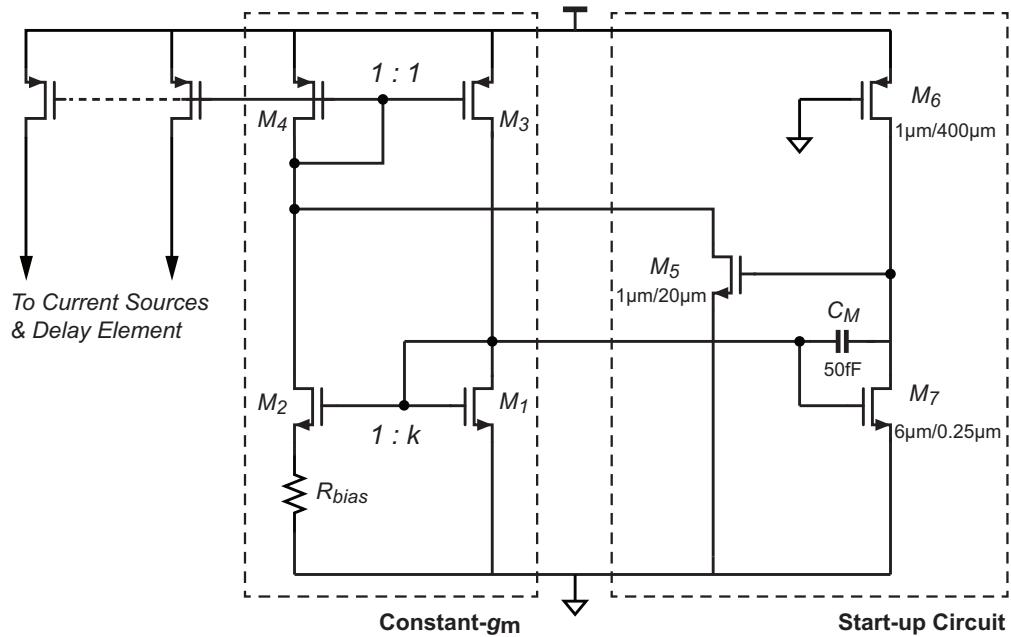 1 : 1
M4
M3
M6
1µm/400µm
M5
1µm/20µm
To Current Sources
& Delay Element
CM
50fF
M2
M1
M7
1 : k
6µm/0.25µm
Rbias
Constant-gm
Start-up Circuit